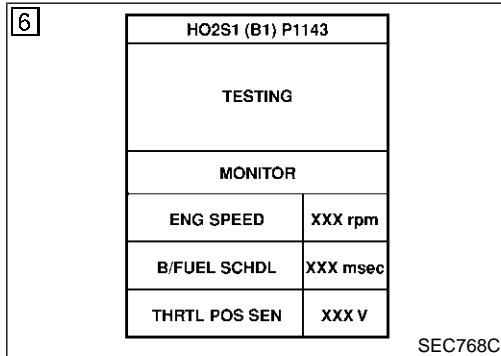 6
HO2S1 (B1) P1143
TESTING
MONITOR
ENG SPEED XXX rpm
B/FUEL SCHDL XXX msec
THRTL POS SEN XXX V
SEC768C